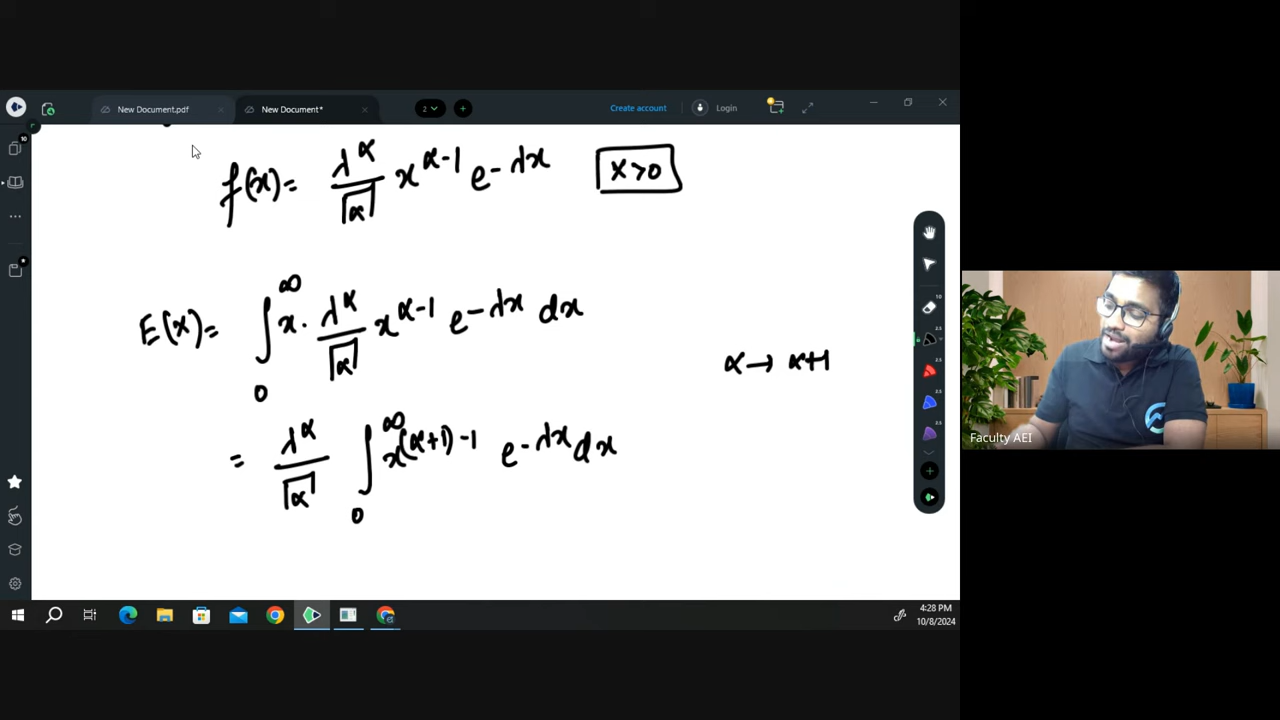 New Document.pdf
New Document*
2
Create account
Login
f(x) = λ^α / Γα x^(α-1) e^(-λx) x>0
E(x) = ∫_0^∞ x · λ^α / Γα x^(α-1) e^(-λx) dx
α → α+1
= λ^α / Γα ∫_0^∞ x^((α+1)-1) e^(-λx) dx
Faculty AEI
4:28 PM
10/8/2024